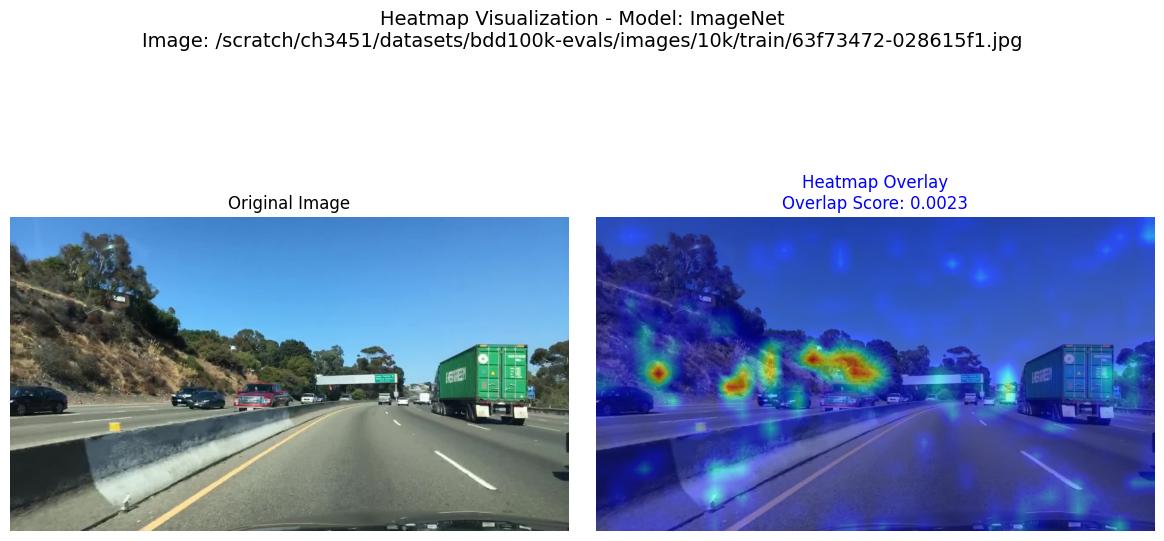 Heatmap Visualization - Model: ImageNet
Image: /scratch/ch3451/datasets/bdd100k-evals/images/10k/train/63f73472-028615f1.jpg
Original Image
Heatmap Overlay
Overlap Score: 0.0023
EVERGREEN